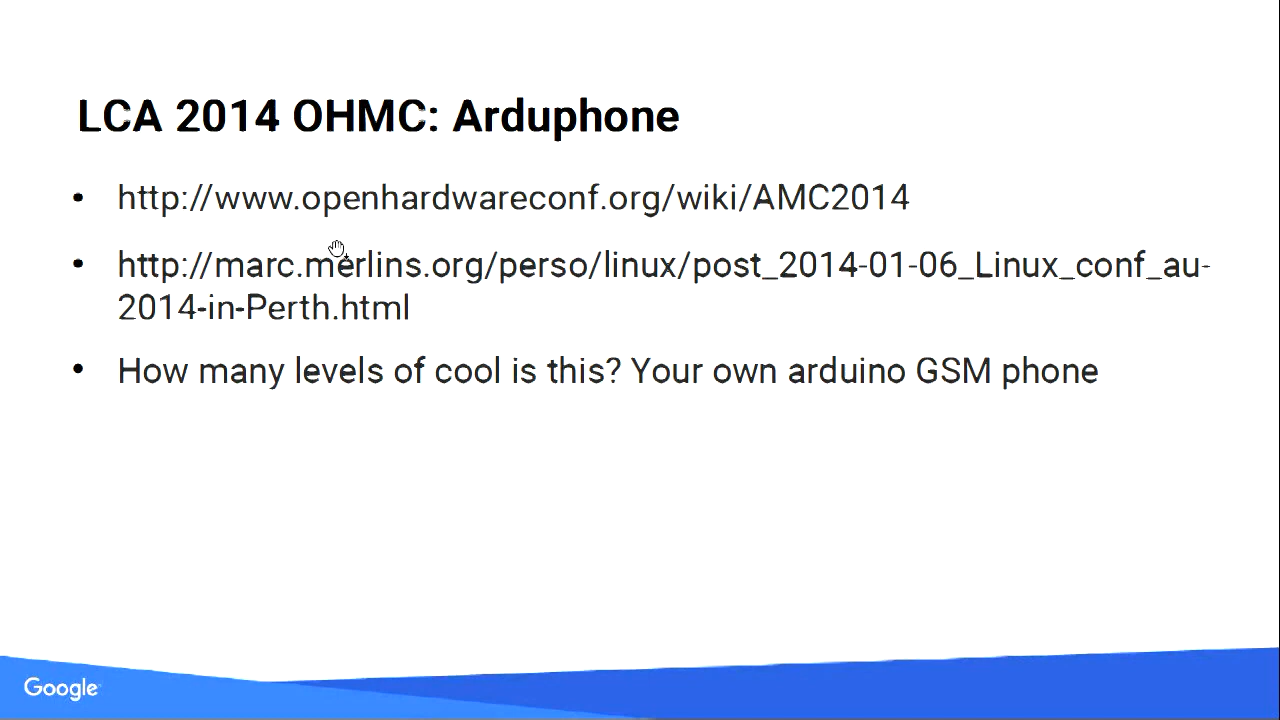 LCA 2014 OHMC: Arduphone
• http://www.openhardwareconf.org/wiki/AMC2014
• http://marc.merlins.org/perso/linux/post_2014-01-06_Linux_conf_au-
2014-in-Perth.html
• How many levels of cool is this? Your own arduino GSM phone
Google